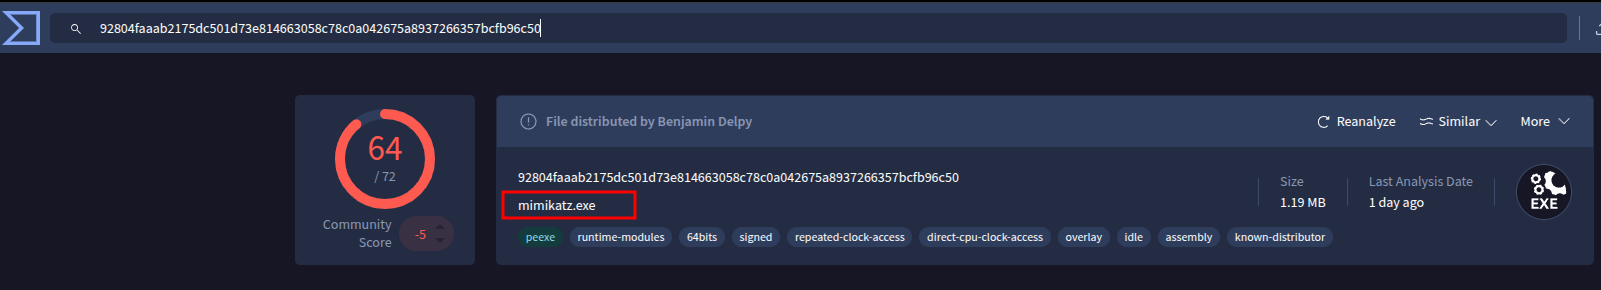 92804faaab2175dc501d73e814663058c78c0a042675a8937266357bcfb96c50
64
/ 72
Community
Score
-5
File distributed by Benjamin Delpy
Reanalyze
Similar
More
92804faaab2175dc501d73e814663058c78c0a042675a8937266357bcfb96c50
mimikatz.exe
Size
1.19 MB
Last Analysis Date
1 day ago
EXE
peexe runtime-modules 64bits signed repeated-clock-access direct-cpu-clock-access overlay idle assembly known-distributor